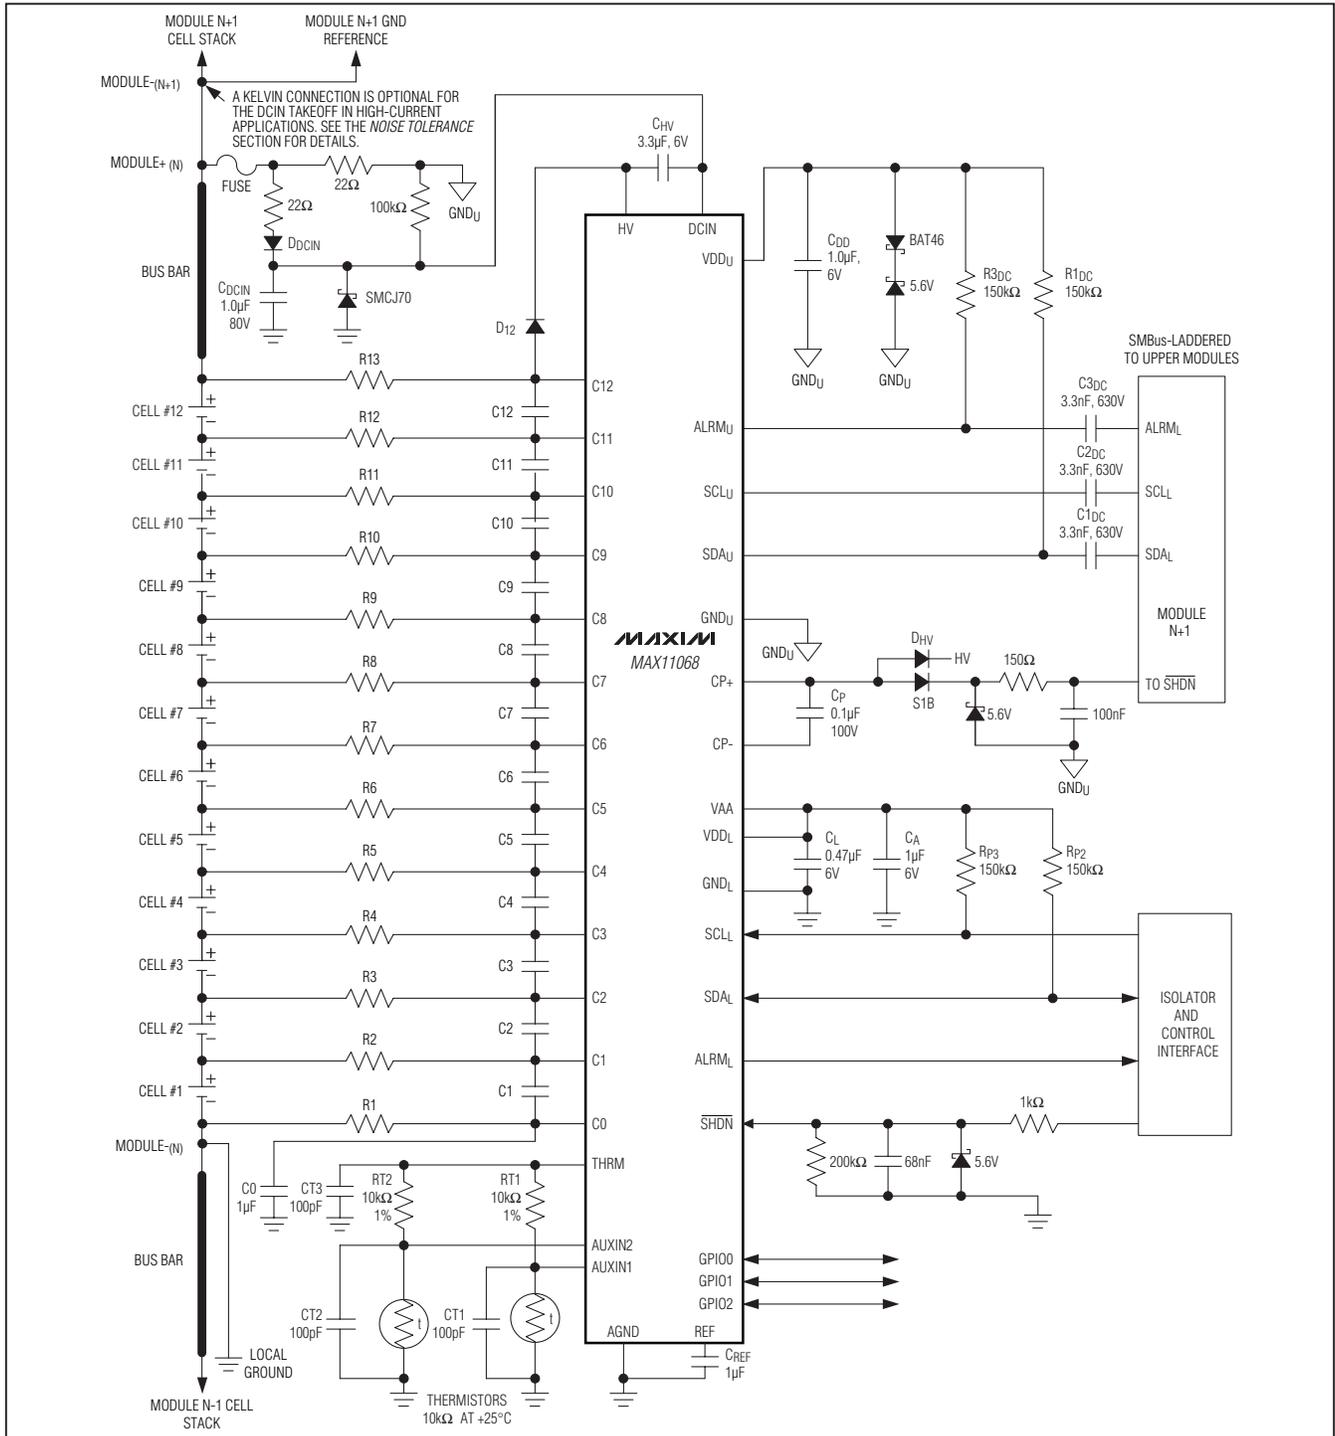 MODULE N+1
CELL STACK
MODULE N+1 GND
REFERENCE
MODULE-(N+1)
A KELVIN CONNECTION IS OPTIONAL FOR
THE DCIN TAKEOFF IN HIGH-CURRENT
APPLICATIONS. SEE THE NOISE TOLERANCE
SECTION FOR DETAILS.
MODULE+ (N)
FUSE
22Ω
22Ω
100kΩ
GNDU
DDCIN
BUS BAR
CDCIN
1.0µF
80V
SMCJ70
CHV
3.3µF, 6V
D12
HV
DCIN
VDDU
CDD
1.0µF,
6V
BAT46
5.6V
R3DC
150kΩ
R1DC
150kΩ
GNDU
GNDU
SMBus-LADDERED
TO UPPER MODULES
C3DC
3.3nF, 630V
ALRML
C2DC
3.3nF, 630V
SCLL
C1DC
3.3nF, 630V
SDAL
MODULE
N+1
TO SHDN
R13
C12
CELL #12
+
–
R12
C12
C11
ALRMU
CELL #11
+
–
R11
C11
C10
SCLU
CELL #10
+
–
R10
C10
C9
SDAU
CELL #9
+
–
R9
C9
C8
GNDU
GNDU
MAXIM
MAX11068
CELL #8
+
–
R8
C8
C7
CP+
DHV
HV
S1B
150Ω
5.6V
100nF
GNDU
CP
0.1µF
100V
CELL #7
+
–
R7
C7
C6
CP-
CELL #6
+
–
R6
C6
C5
VAA
VDDL
CELL #5
+
–
R5
C5
C4
GNDL
CL
0.47µF
6V
CA
1µF
6V
RP3
150kΩ
RP2
150kΩ
CELL #4
+
–
R4
C4
C3
SCLL
CELL #3
+
–
R3
C3
C2
SDAL
ISOLATOR
AND
CONTROL
INTERFACE
CELL #2
+
–
R2
C2
C1
ALRML
CELL #1
+
–
R1
C1
C0
SHDN
1kΩ
200kΩ
68nF
5.6V
MODULE-(N)
THRM
C0
1µF
CT3
100pF
RT2
10kΩ
1%
RT1
10kΩ
1%
BUS BAR
AUXIN2
AUXIN1
GPIO0
GPIO1
GPIO2
CT2
100pF
t
CT1
100pF
t
AGND
REF
CREF
1µF
LOCAL
GROUND
THERMISTORS
10kΩ AT +25°C
MODULE N-1 CELL
STACK